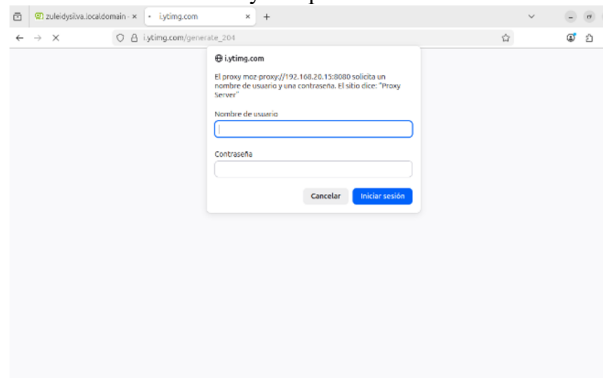 zuleidysilva.localdomain - ×
i.ytimg.com ×
i.ytimg.com/generate_204
i.ytimg.com
El proxy moz-proxy://192.168.20.15:8080 solicita un
nombre de usuario y una contraseña. El sitio dice: "Proxy
Server"
Nombre de usuario
Contraseña
Cancelar Iniciar sesión